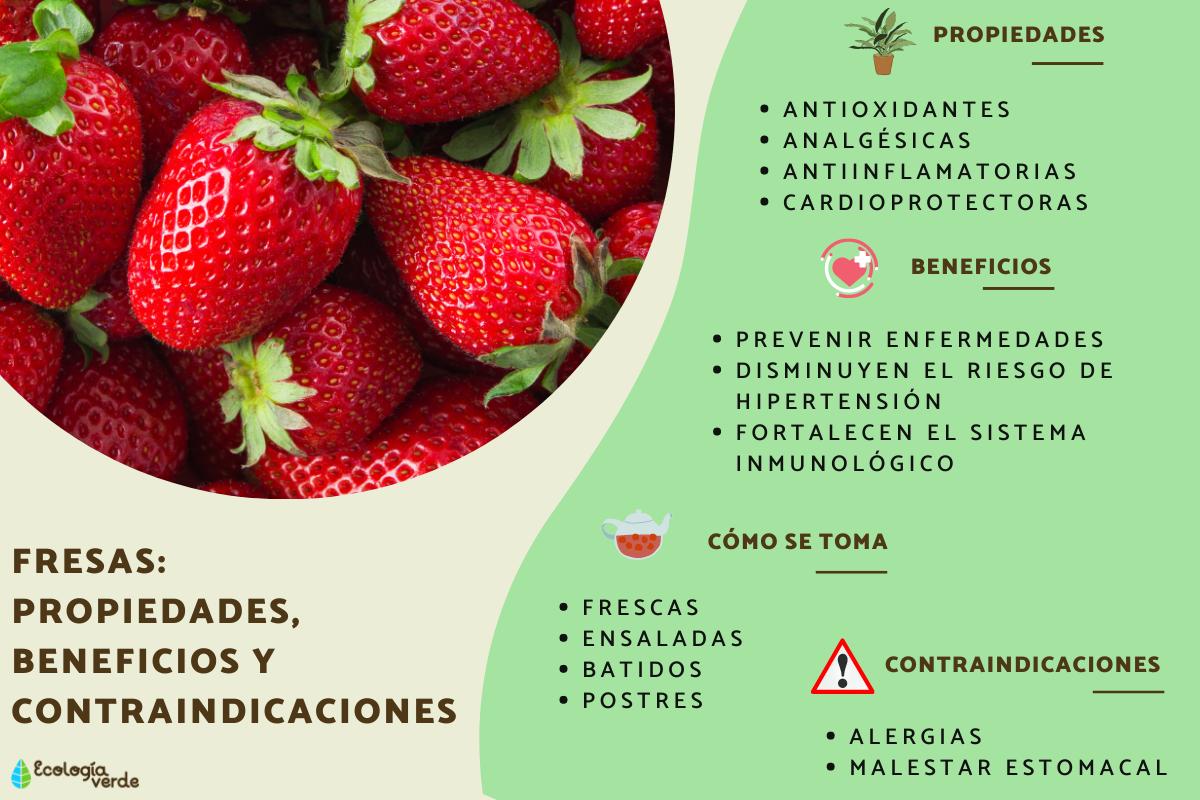 FRESAS:
PROPIEDADES,
BENEFICIOS Y
CONTRAINDICACIONES
Ecología
verde
PROPIEDADES
• ANTIOXIDANTES
• ANALGÉSICAS
• ANTIINFLAMATORIAS
• CARDIOPROTECTORAS
BENEFICIOS
• PREVENIR ENFERMEDADES
• DISMINUYEN EL RIESGO DE
HIPERTENSIÓN
• FORTALECEN EL SISTEMA
INMUNOLÓGICO
CÓMO SE TOMA
• FRESCAS
• ENSALADAS
• BATIDOS
• POSTRES
CONTRAINDICACIONES
• ALERGIAS
• MALESTAR ESTOMACAL